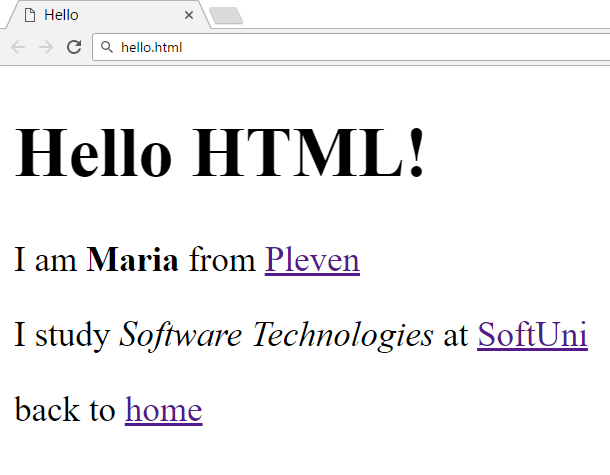 Hello
hello.html
Hello HTML!
I am Maria from Pleven
I study Software Technologies at SoftUni
back to home